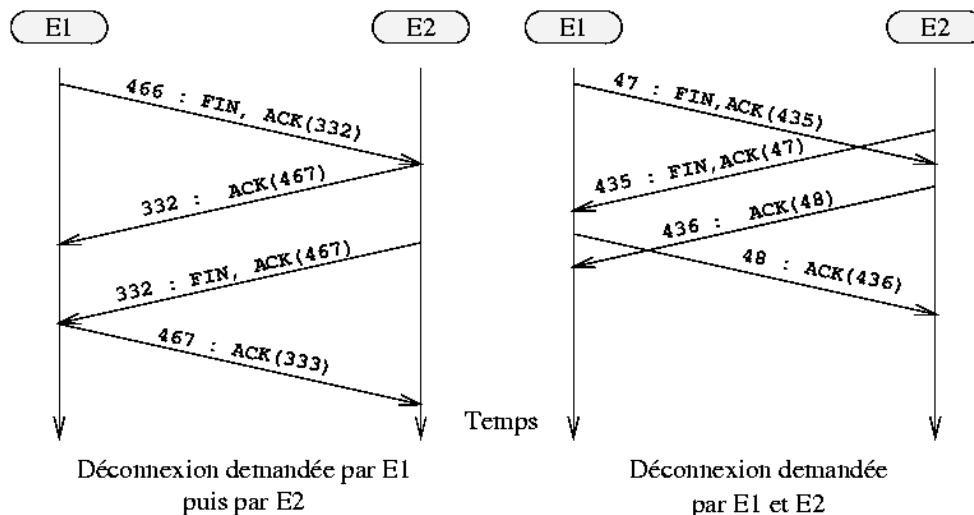 E1
E2
466 : FIN, ACK(332)
332 : ACK(467)
332 : FIN, ACK(467)
467 : ACK(333)
Déconnexion demandée par E1
puis par E2
Temps
E1
E2
47 : FIN,ACK(435)
435 : FIN,ACK(47)
436 : ACK(48)
48 : ACK(436)
Déconnexion demandée
par E1 et E2